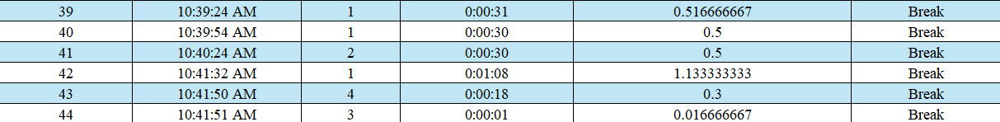 39 10:39:24 AM 1 0:00:31 0.516666667 Break
40 10:39:54 AM 1 0:00:30 0.5 Break
41 10:40:24 AM 2 0:00:30 0.5 Break
42 10:41:32 AM 1 0:01:08 1.133333333 Break
43 10:41:50 AM 4 0:00:18 0.3 Break
44 10:41:51 AM 3 0:00:01 0.016666667 Break